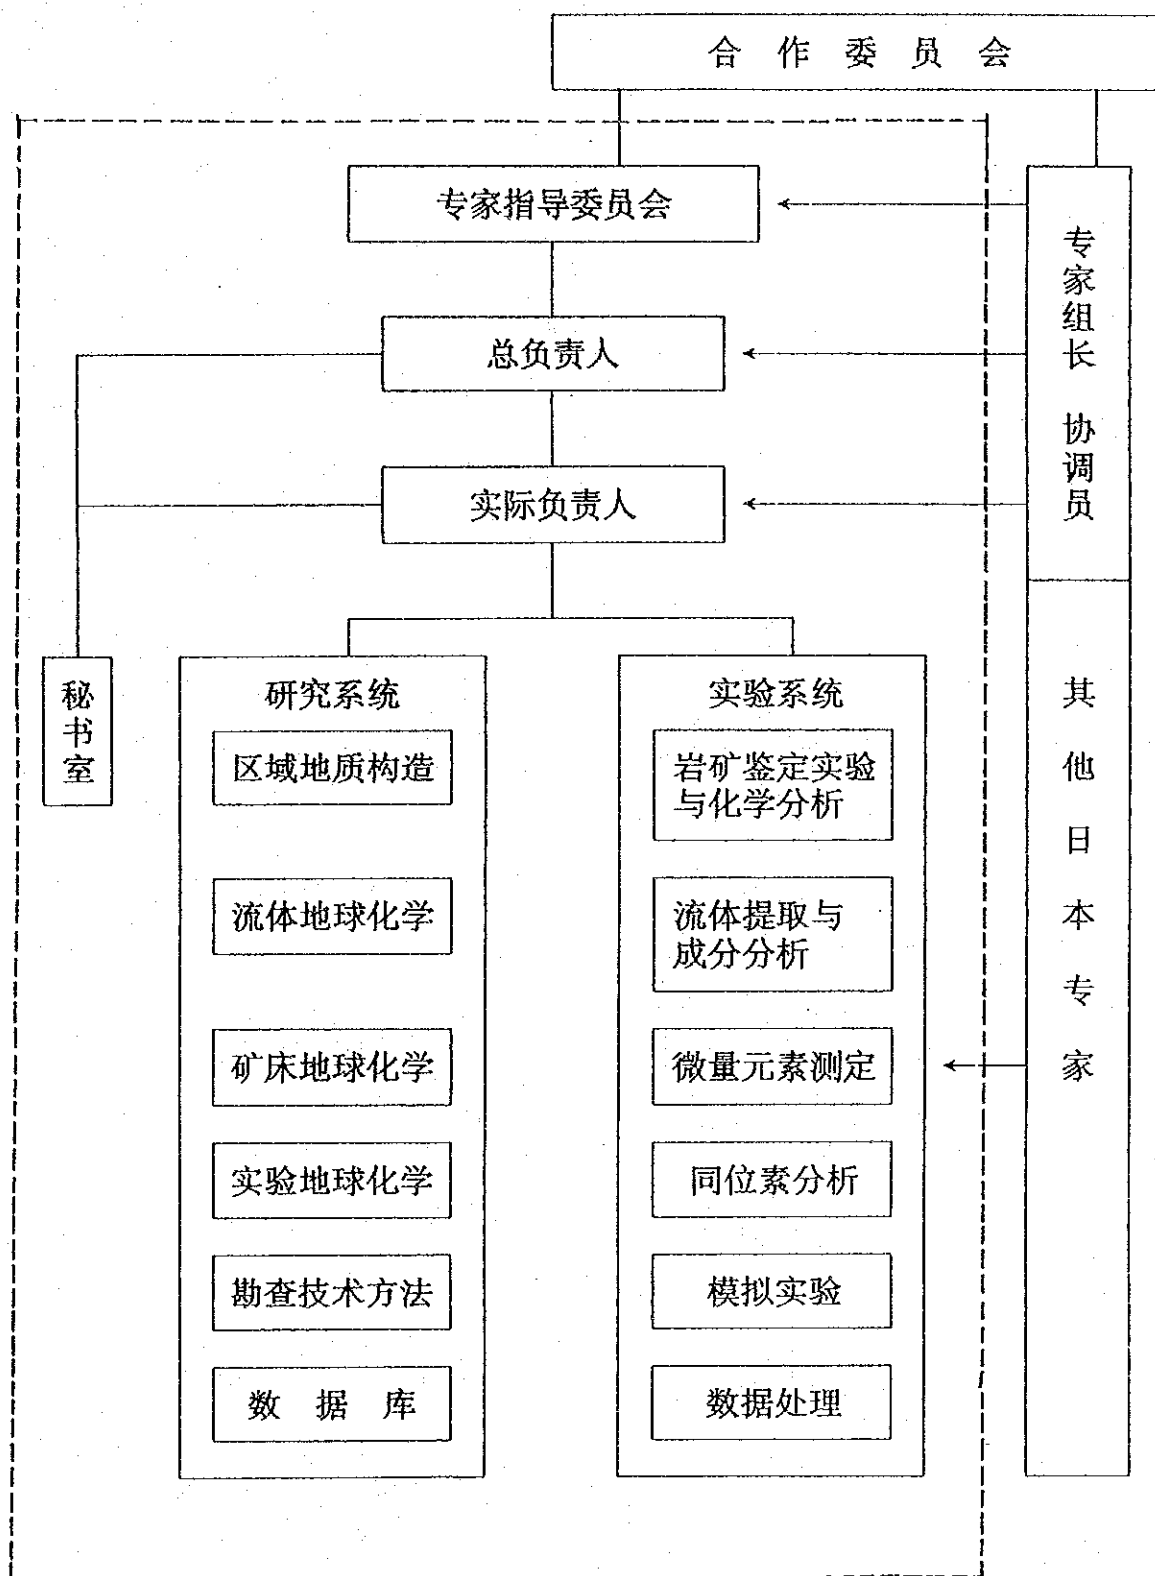 合作委员会
专家指导委员会
专家组长 协调员
总负责人
实际负责人
秘书室
研究系统
区域地质构造
流体地球化学
矿床地球化学
实验地球化学
勘查技术方法
数据库
实验系统
岩矿鉴定实验
与化学分析
流体提取与
成分分析
微量元素测定
同位素分析
模拟实验
数据处理
其他日本专家